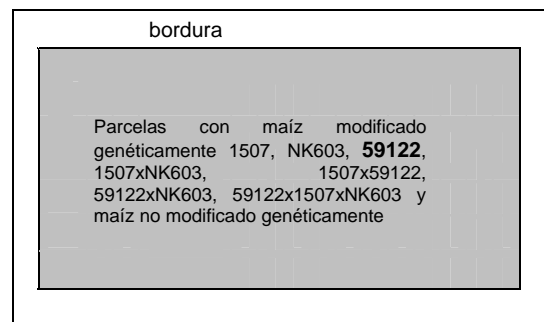 bordura
Parcelas con maíz modificado
genéticamente 1507, NK603, 59122,
1507xNK603, 1507x59122,
59122xNK603, 59122x1507xNK603 y
maíz no modificado genéticamente